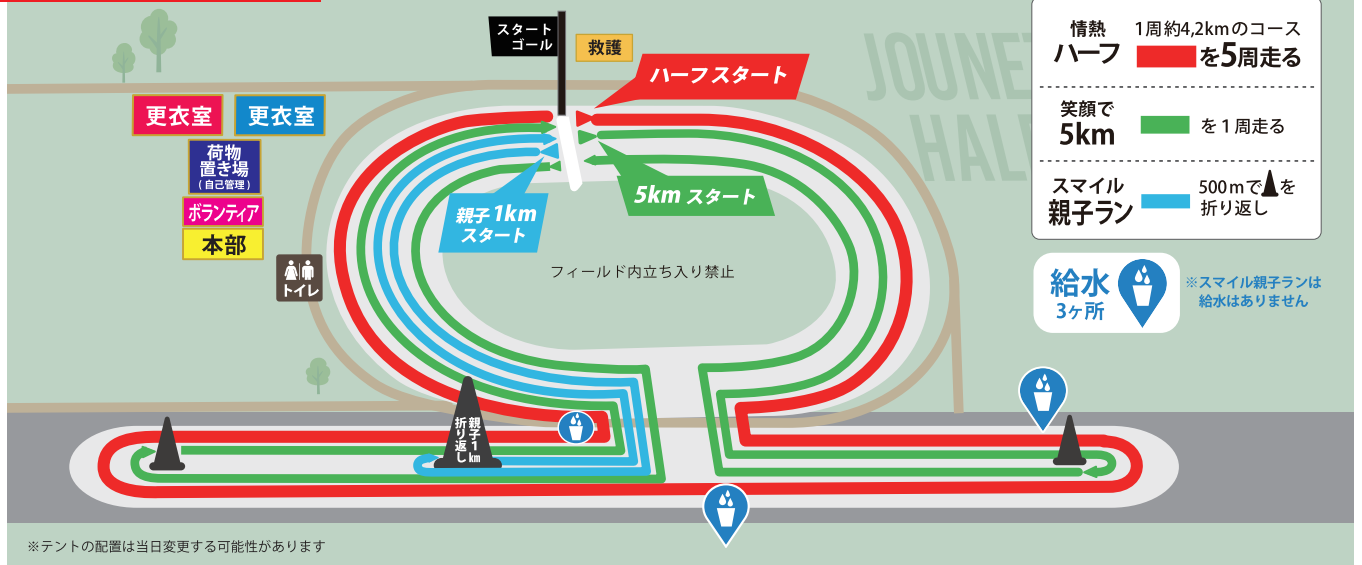 スタート
ゴール
救護
ハーフ スタート
JOUNE
HAL
更衣室
更衣室
荷物
置き場
(自己管理)
ボランティア
本部
トイレ
親子 1km
スタート
5km スタート
フィールド内立ち入り禁止
情熱
ハーフ
1周約4,2kmのコース
を5周走る
笑顔で
5km
を1周走る
スマイル
親子ラン
500mで
を
折り返し
給水
3ヶ所
※スマイル親子ランは
給水はありません
親子1km
折り返し
※テントの配置は当日変更する可能性があります